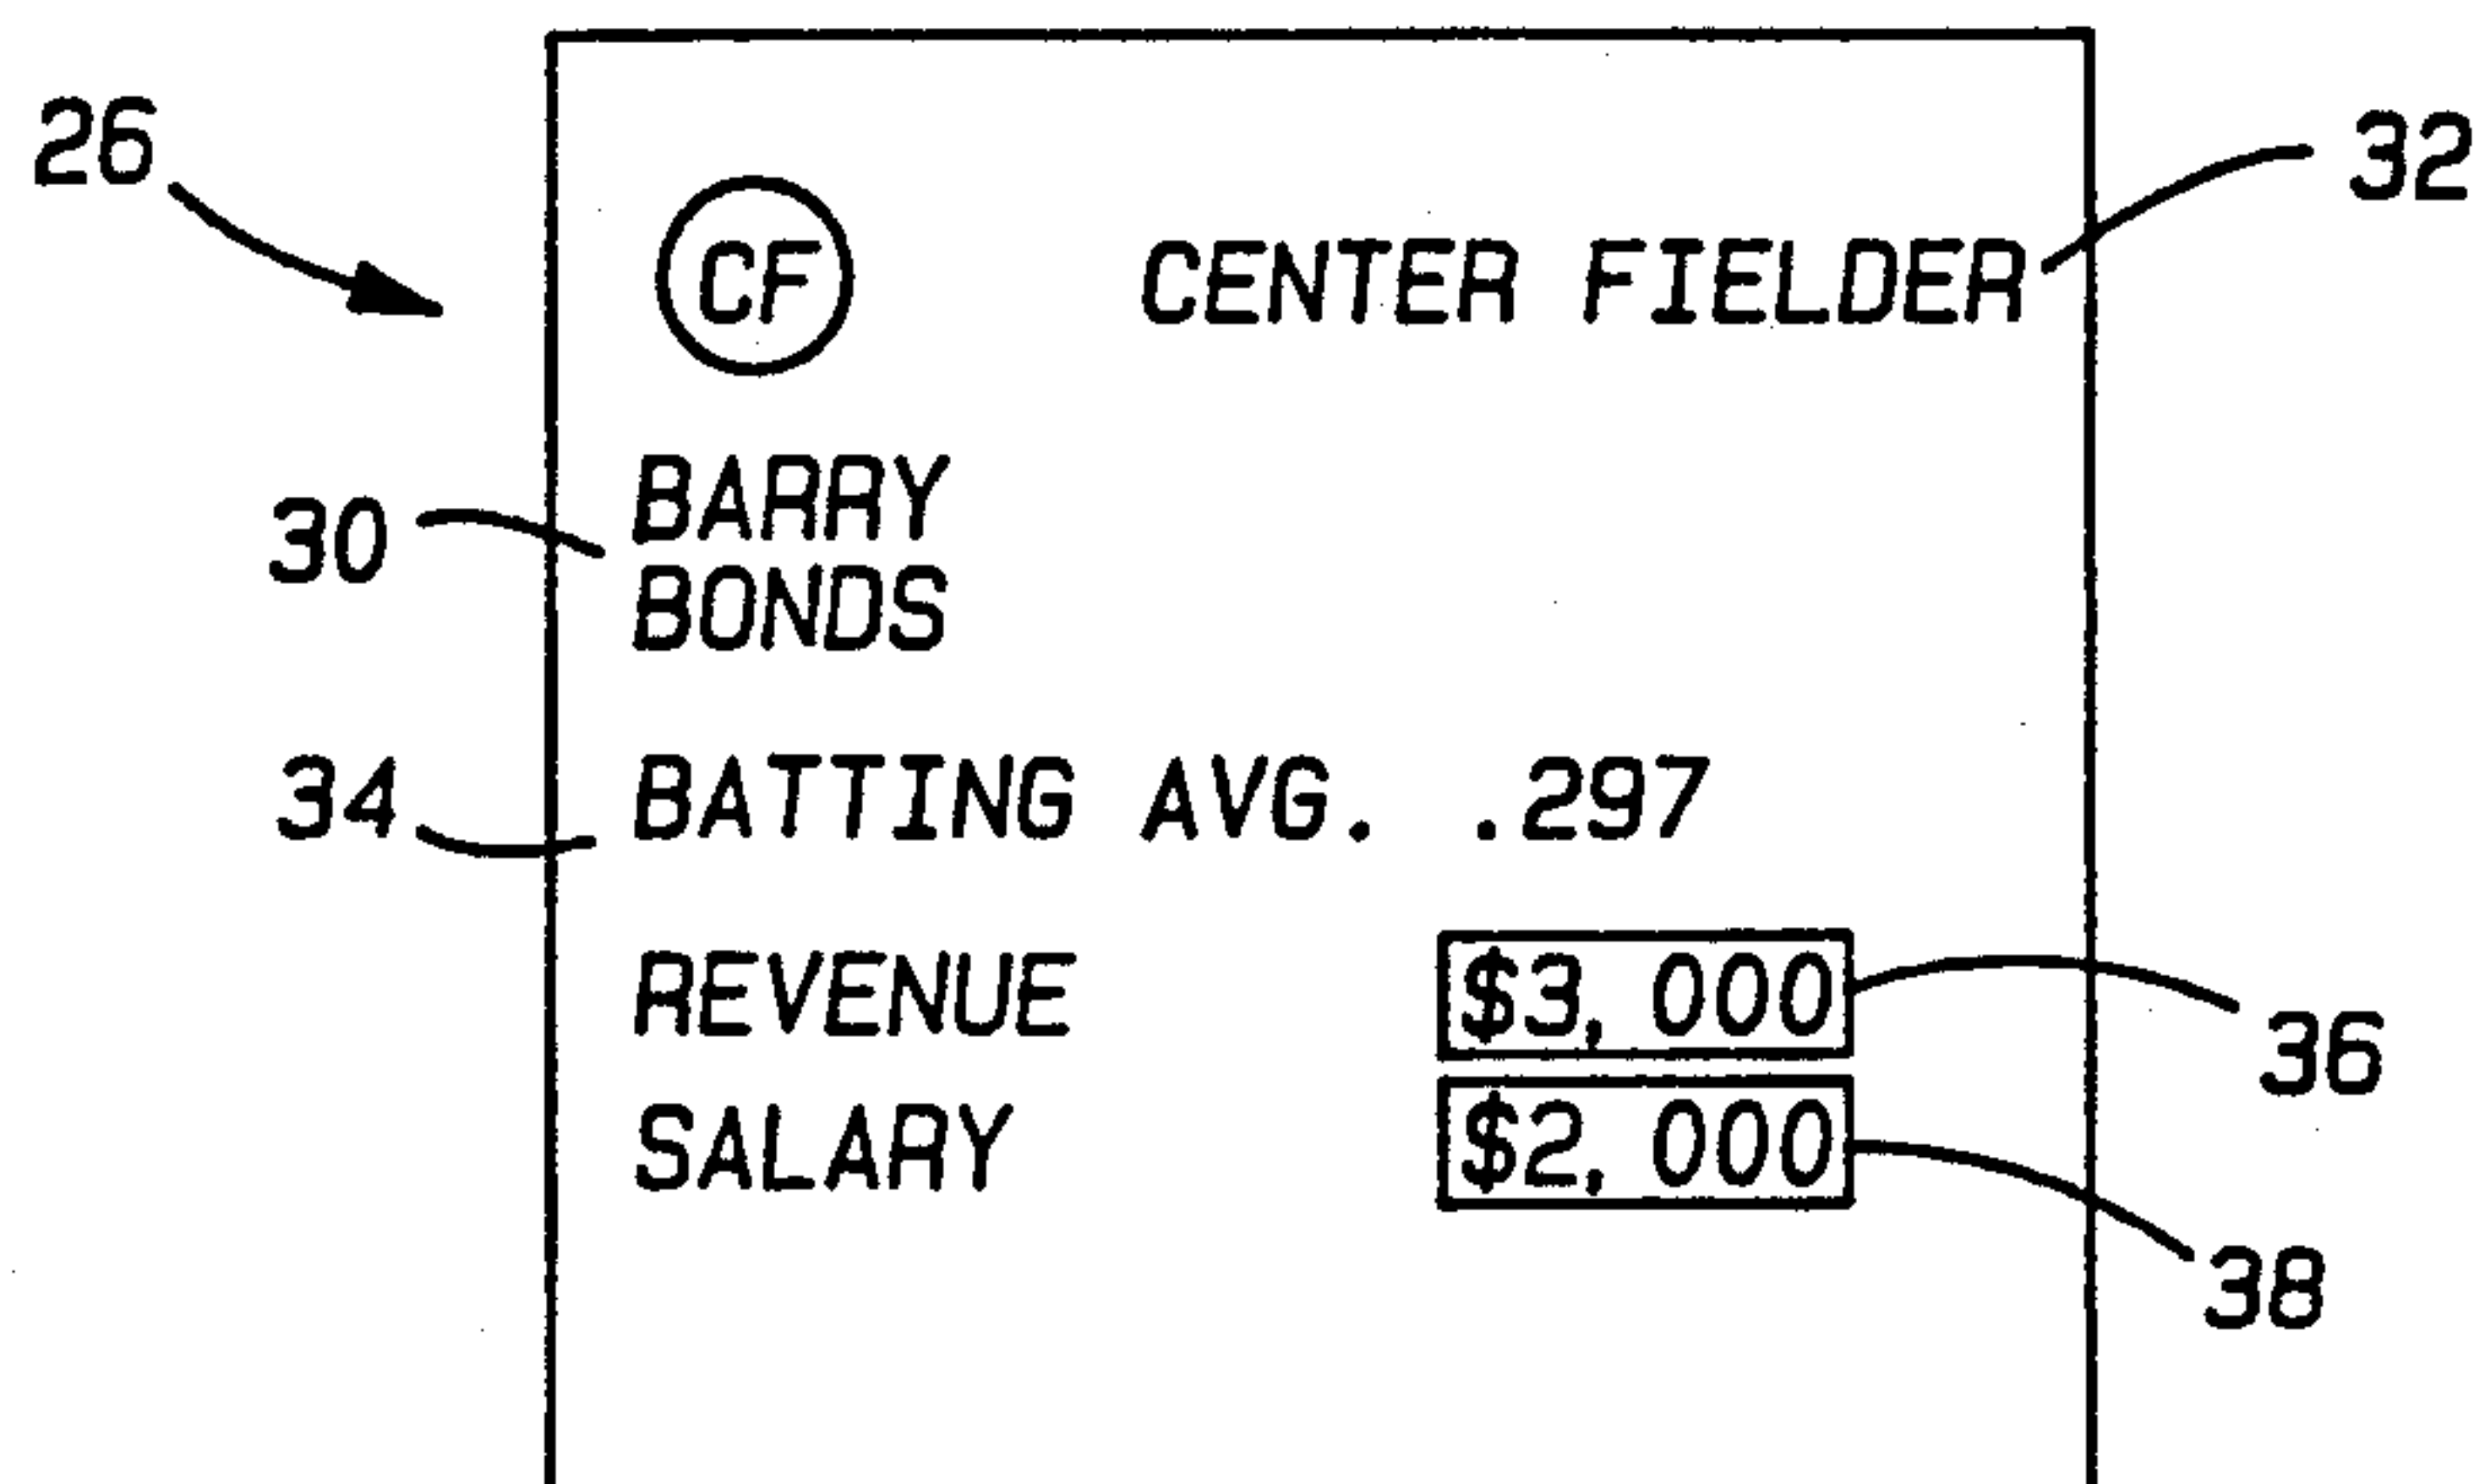 26
32
CF CENTER FIELDER
30
BARRY
BONDS
34
BATTING AVG. .297
REVENUE $3,000
36
SALARY $2,000
38